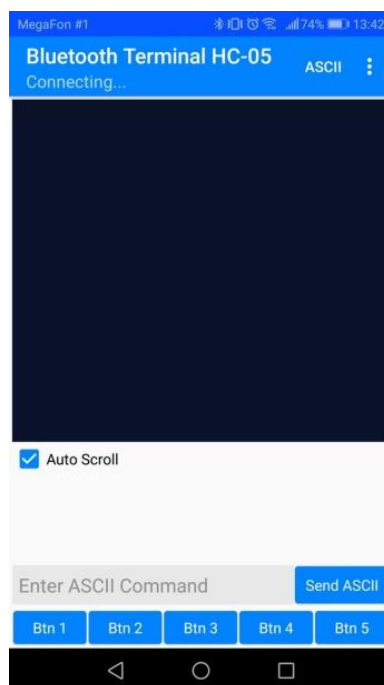 MegaFon #1 74% 13:42
Bluetooth Terminal HC-05
Connecting...
ASCII
Auto Scroll
Enter ASCII Command
Send ASCII
Btn 1 Btn 2 Btn 3 Btn 4 Btn 5